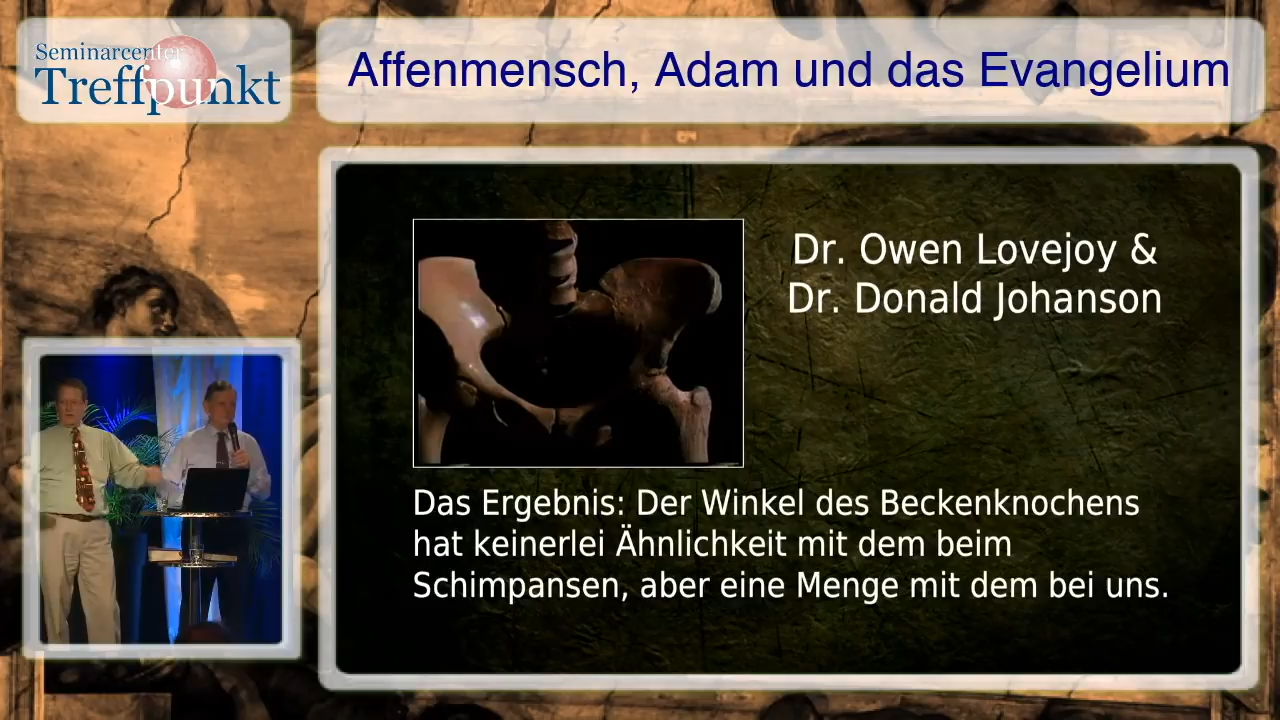 Seminarcenter
Treffpunkt
Affenmensch, Adam und das Evangelium
Dr. Owen Lovejoy &
Dr. Donald Johanson
Das Ergebnis: Der Winkel des Beckenknochens
hat keinerlei Ähnlichkeit mit dem beim
Schimpansen, aber eine Menge mit dem bei uns.